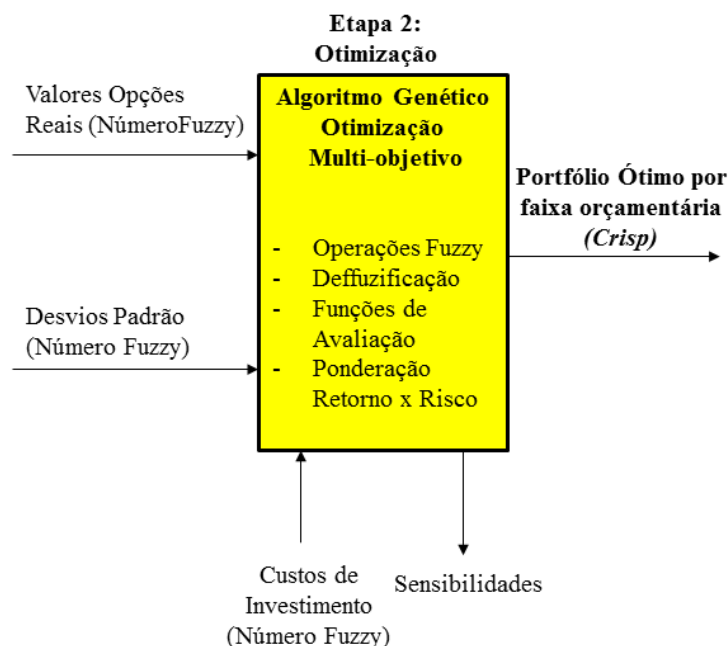 Etapa 2:
Otimização
Valores Opções
Reais (NúmeroFuzzy)
Desvios Padrão
(Número Fuzzy)
Algoritmo Genético
Otimização
Multi-objetivo
- Operações Fuzzy
- Deffuzificação
- Funções de
Avaliação
- Ponderação
Retorno x Risco
Portfólio Ótimo por
faixa orçamentária
(Crisp)
Custos de
Investimento
(Número Fuzzy)
Sensibilidades